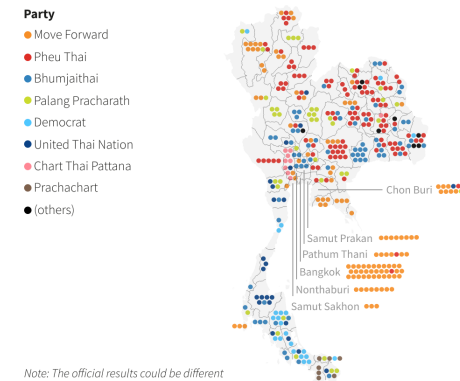 Party
Move Forward
Pheu Thai
Bhumjaithai
Palang Pracharath
Democrat
United Thai Nation
Chart Thai Pattana
Prachachart
(others)
Chon Buri
Samut Prakan
Pathum Thani
Bangkok
Nonthaburi
Samut Sakhon
Note: The official results could be different